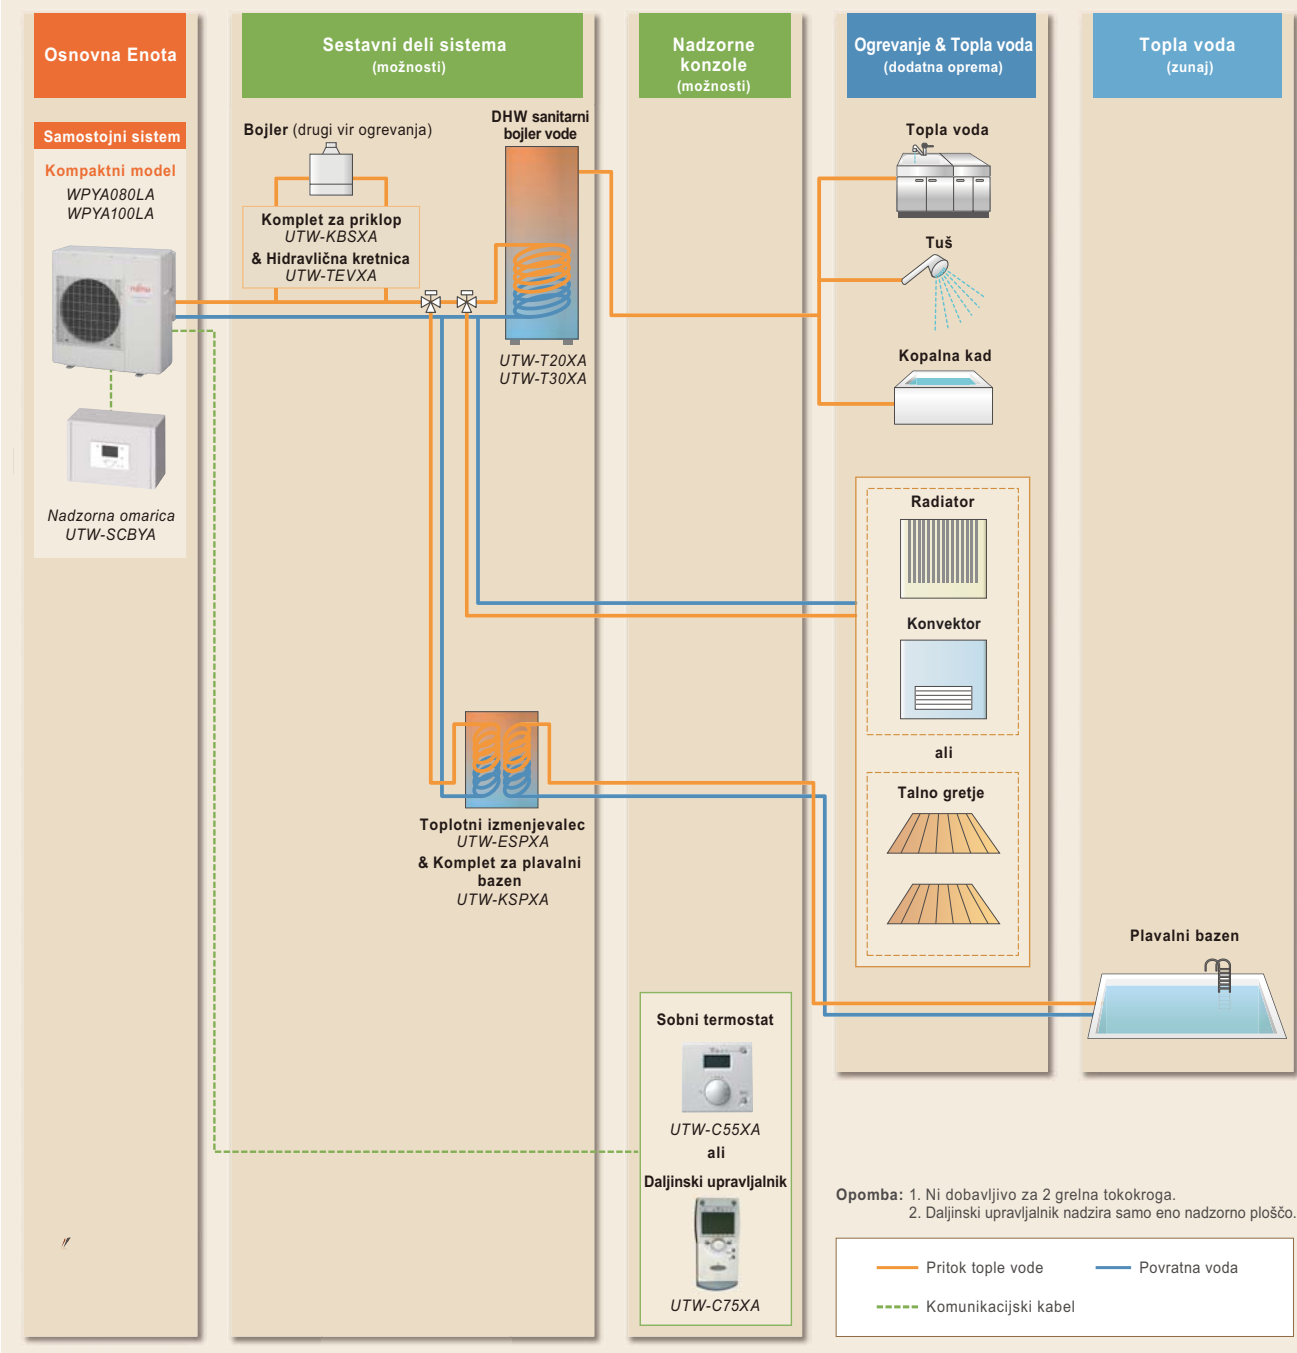 Osnovna Enota
Sestavni deli sistema
(možnosti)
Nadzorne
konzole
(možnosti)
Ogrevanje & Topla voda
(dodatna oprema)
Topla voda
(zunaj)
Samostojni sistem
Kompaktni model
WPYA080LA
WPYA100LA
Nadzorna omarica
UTW-SCBYA
Bojler (drugi vir ogrevanja)
Komplet za priklop
UTW-KBSXA
& Hidravlična kretnica
UTW-TEVXA
DHW sanitarni
bojler vode
UTW-T20XA
UTW-T30XA
Toplotni izmenjevalec
UTW-ESPXA
& Komplet za plavalni
bazen
UTW-KSPXA
Sobni termostat
UTW-C55XA
ali
Daljinski upravljalnik
UTW-C75XA
Topla voda
Tuš
Kopalna kad
Radiator
Konvektor
ali
Talno gretje
Plavalni bazen
Opomba: 1. Ni dobavljivo za 2 grelna tokokroga.
2. Daljinski upravljalnik nadzira samo eno nadzorno ploščo.
Pritok tople vode
Povratna voda
Komunikacijski kabel